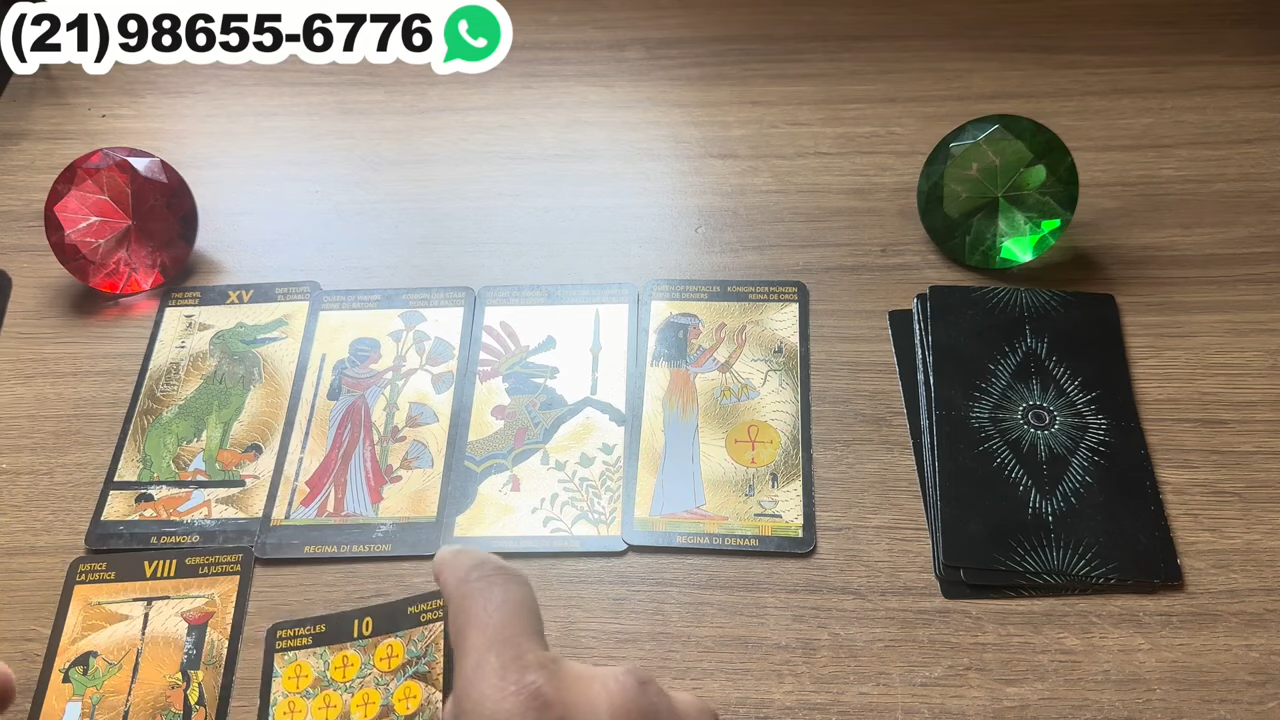 (21)98655-6776
THE DEVIL
LE DIABLE
XV
DER TEUFEL
EL DIABLO
IL DIAVOLO
QUEEN OF WANDS
REINE DE BATONS
KÖNIGIN DER STÄBE
REINA DE BASTOS
REGINA DI BASTONI
QUEEN OF PENTACLES
REINE DE DENIERS
KÖNIGIN DER MÜNZEN
REINA DE OROS
REGINA DI DENARI
JUSTICE
LA JUSTICE
VIII
GERECHTIGKEIT
LA JUSTICIA
PENTACLES
DENIERS
10
MÜNZEN
OROS